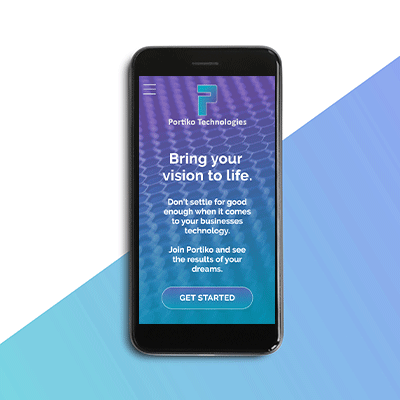 Portiko Technologies
Bring your
vision to life.
Don't settle for good
enough when it comes
to your businesses
technology.
Join Portiko and see
the results of your
dreams.
GET STARTED